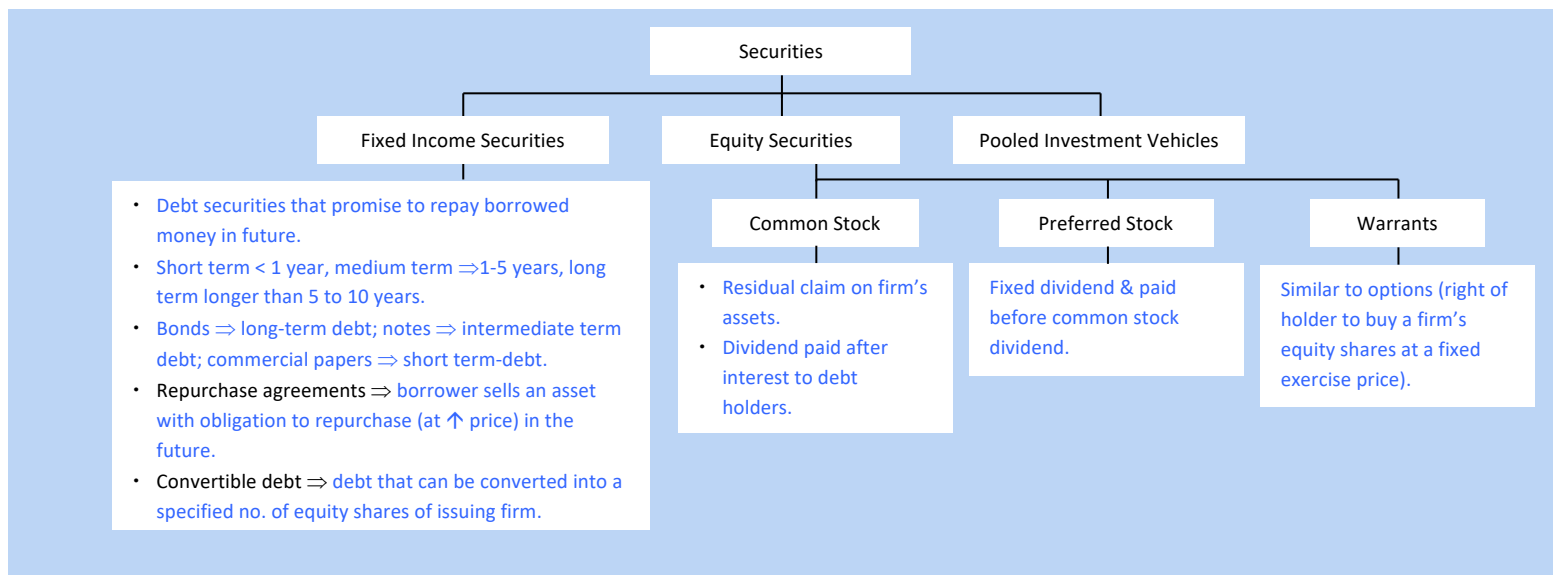 Securities
Fixed Income Securities
Equity Securities
Pooled Investment Vehicles
• Debt securities that promise to repay borrowed
money in future.
• Short term < 1 year, medium term ⇒1-5 years, long
term longer than 5 to 10 years.
• Bonds ⇒ long-term debt; notes ⇒ intermediate term
debt; commercial papers ⇒ short term-debt.
• Repurchase agreements ⇒ borrower sells an asset
with obligation to repurchase (at ↑ price) in the
future.
• Convertible debt ⇒ debt that can be converted into a
specified no. of equity shares of issuing firm.
Common Stock
• Residual claim on firm’s
assets.
• Dividend paid after
interest to debt
holders.
Preferred Stock
Fixed dividend & paid
before common stock
dividend.
Warrants
Similar to options (right of
holder to buy a firm’s
equity shares at a fixed
exercise price).